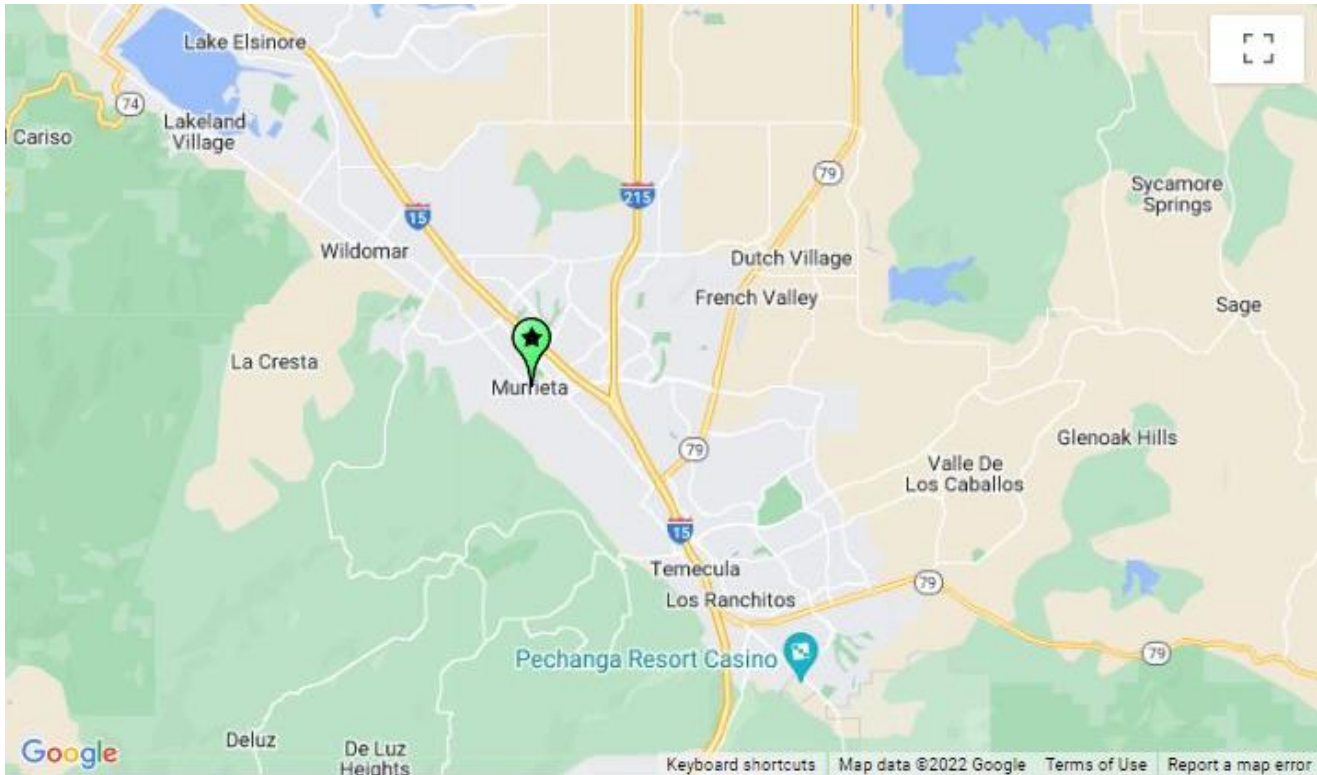 Lake Elsinore
74
Lakeland
Village
Cariso
79
Sycamore
Springs
215
15
Wildomar
Dutch Village
French Valley
Sage
La Cresta
Murrieta
79
Glenoak Hills
Valle De
Los Caballos
15
Temecula
79
Los Ranchitos
Pechanga Resort Casino
79
Deluz
De Luz
Heights
Google
Keyboard shortcuts
Map data ©2022 Google
Terms of Use
Report a map error